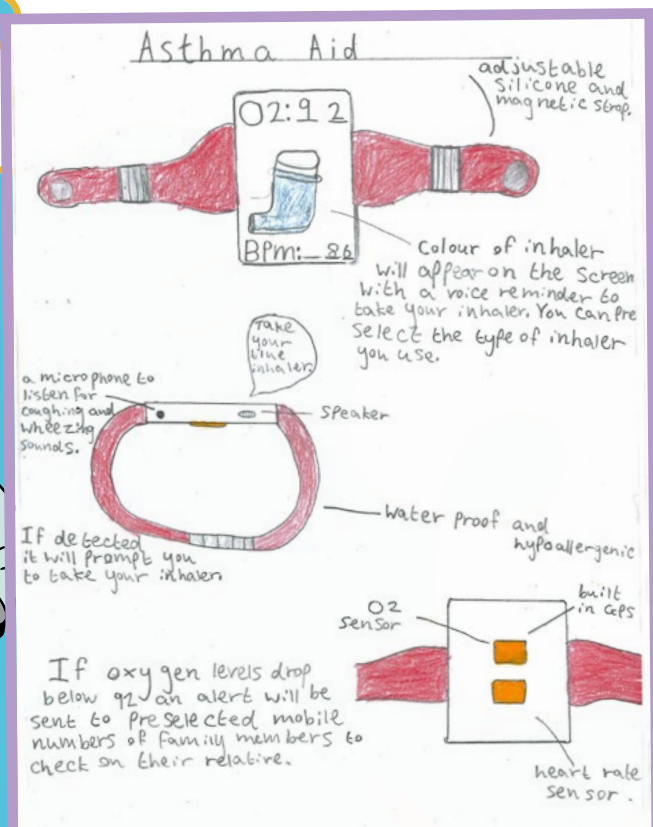 Asthma Aid
adjustable
silicone and
magnetic strap.
O2:92
BPm: 86
Colour of inhaler
will appear on the screen
with a voice reminder to
take your inhaler. You can pre
select the type of inhaler
you use.
Take
your
blue
inhaler.
a microphone to
listen for
coughing and
wheezing
sounds.
Speaker
If detected
it will prompt you
to take your inhaler.
water proof and
hypoallergenic
O2
sensor
built
in GPS
If oxygen levels drop
below 92 an alert will be
sent to preselected mobile
numbers of family members to
check on their relative.
heart rate
sensor.